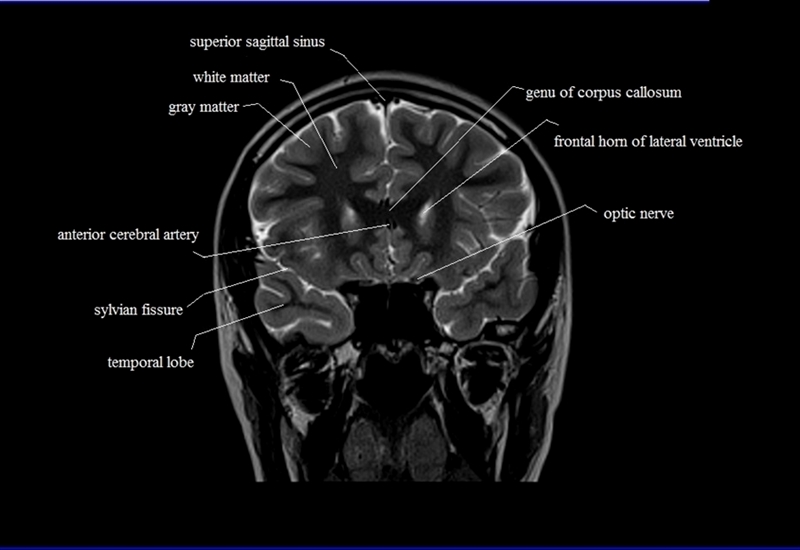 superior sagittal sinus
white matter
genu of corpus callosum
gray matter
frontal horn of lateral ventricle
optic nerve
anterior cerebral artery
sylvian fissure
temporal lobe